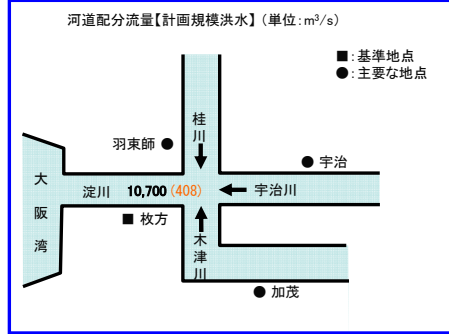 河道配分流量【計画規模洪水】（単位：m³/s）
■：基準地点
●：主要な地点
桂川
羽束師 ●
● 宇治
大阪湾
淀川 10,700 (408)
宇治川
■ 枚方
木津川
● 加茂